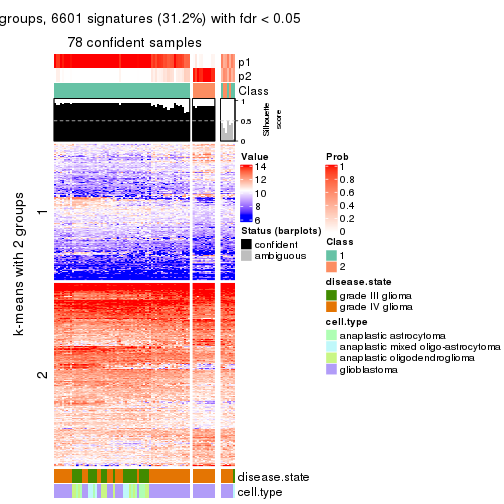 groups, 6601 signatures (31.2%) with fdr < 0.05
78 confident samples
p1
p2
Class
1
0.5
0
Silhouette
score
k-means with 2 groups
1
2
Value
14
12
10
8
6
Status (barplots)
confident
ambiguous
Prob
1
0.8
0.6
0.4
0.2
0
Class
1
2
disease.state
grade III glioma
grade IV glioma
cell.type
anaplastic astrocytoma
anaplastic mixed oligo-astrocytoma
anaplastic oligodendroglioma
glioblastoma
disease.state
cell.type